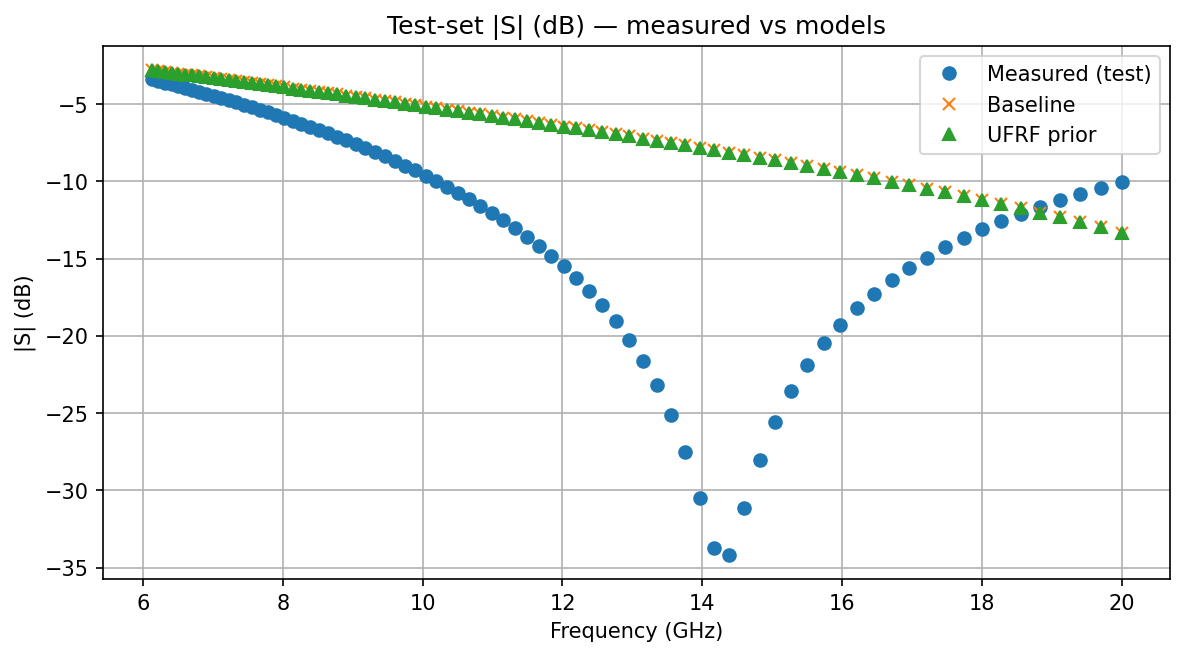 Test-set |S| (dB) — measured vs models
Measured (test)
Baseline
UFRF prior
|S| (dB)
−5
−10
−15
−20
−25
−30
−35
6 8 10 12 14 16 18 20
Frequency (GHz)